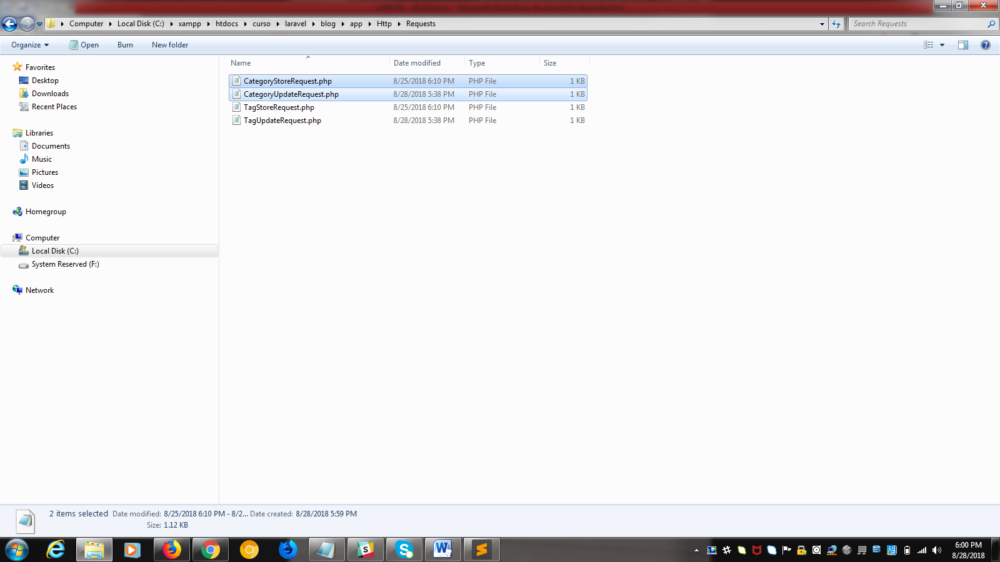 Computer Local Disk (C:) xampp htdocs curso laravel blog app Http Requests
Search Requests
Organize Open Burn New folder
Favorites
Desktop
Downloads
Recent Places
Libraries
Documents
Music
Pictures
Videos
Homegroup
Computer
Local Disk (C:)
System Reserved (F:)
Network
Name Date modified Type Size
CategoryStoreRequest.php 8/25/2018 6:10 PM PHP File 1 KB
CategoryUpdateRequest.php 8/28/2018 5:38 PM PHP File 1 KB
TagStoreRequest.php 8/25/2018 6:10 PM PHP File 1 KB
TagUpdateRequest.php 8/28/2018 5:38 PM PHP File 1 KB
2 items selected Date modified: 8/25/2018 6:10 PM - 8/2... Date created: 8/28/2018 5:59 PM
Size: 1.12 KB
6:00 PM
8/28/2018